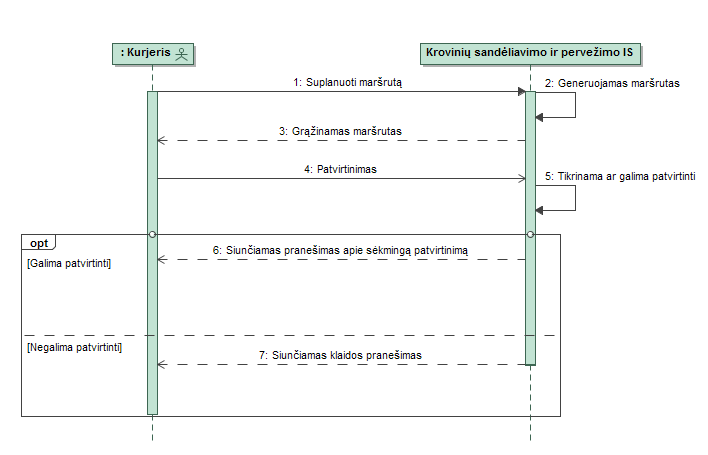 : Kurjeris
Krovinių sandėliavimo ir pervežimo IS
1: Suplanuoti maršrutą
2: Generuojamas maršrutas
3: Grąžinamas maršrutas
4: Patvirtinimas
5: Tikrinama ar galima patvirtinti
opt
6: Siunčiamas pranešimas apie sėkmingą patvirtinimą
[Galima patvirtinti]
[Negalima patvirtinti]
7: Siunčiamas klaidos pranešimas